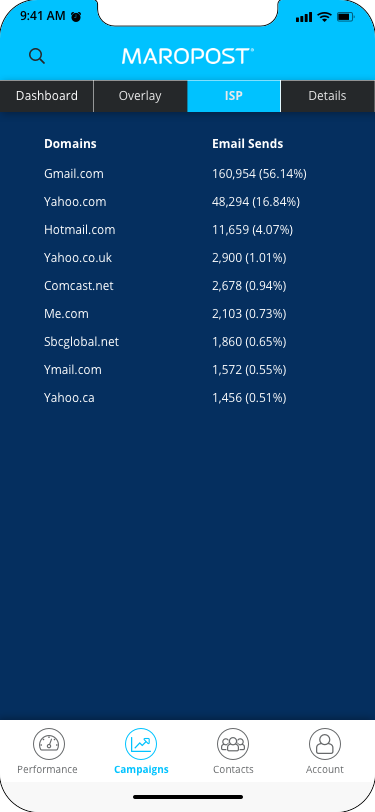 9:41 AM
MAROPOST
Dashboard Overlay ISP Details
Domains Email Sends
Gmail.com 160,954 (56.14%)
Yahoo.com 48,294 (16.84%)
Hotmail.com 11,659 (4.07%)
Yahoo.co.uk 2,900 (1.01%)
Comcast.net 2,678 (0.94%)
Me.com 2,103 (0.73%)
Sbcglobal.net 1,860 (0.65%)
Ymail.com 1,572 (0.55%)
Yahoo.ca 1,456 (0.51%)
Performance Campaigns Contacts Account